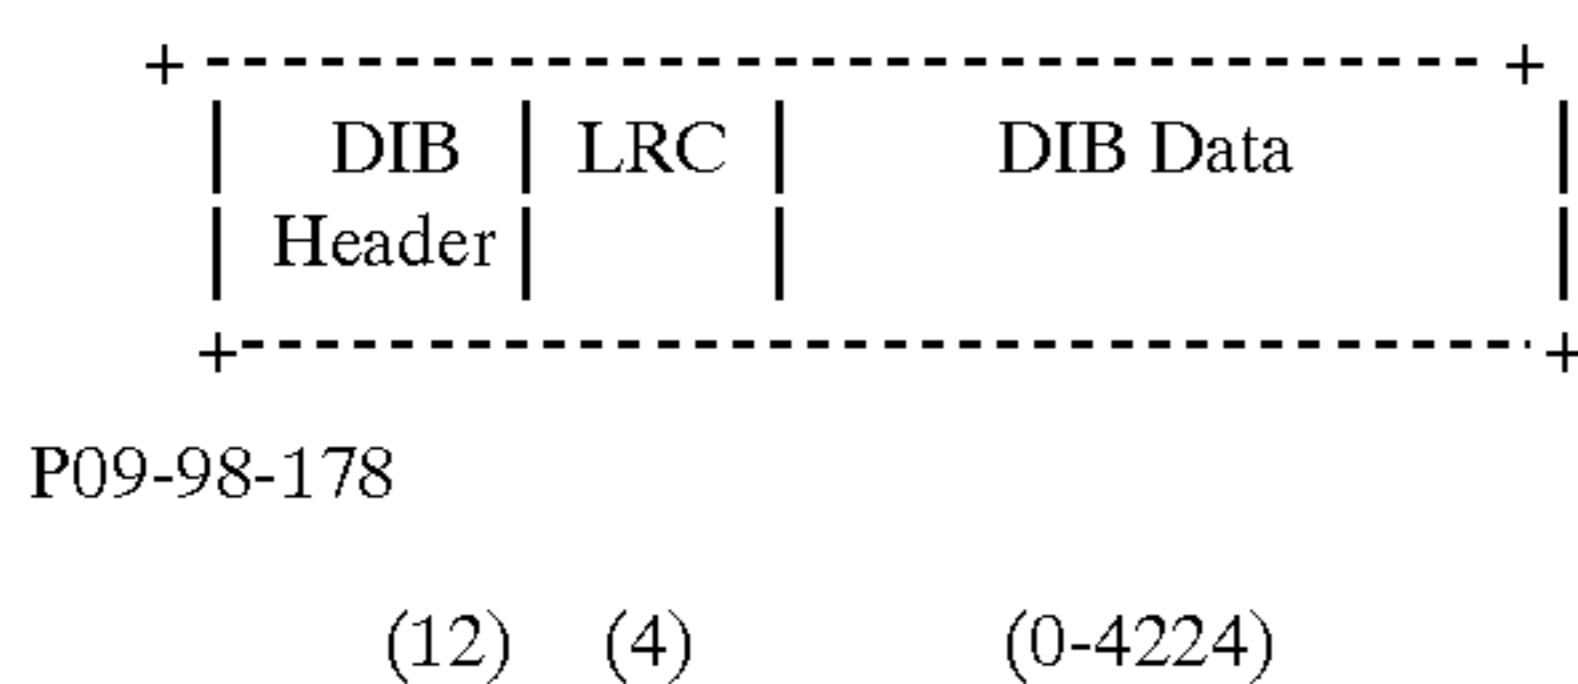 + - - - - - - - - - - - - - - - - - - - - - - - - - - - - - - - - - - +
| DIB | LRC | DIB Data |
| Header | | |
+ - - - - - - - - - - - - - - - - - - - - - - - - - - - - - - - - - - +
P09-98-178
(12) (4) (0-4224)